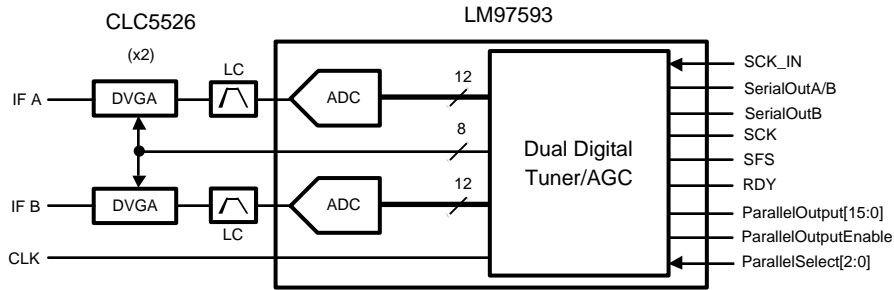 CLC5526
(x2)
LM97593
IF A
DVGA
LC
ADC
12
8
12
IF B
DVGA
LC
ADC
CLK
Dual Digital
Tuner/AGC
SCK_IN
SerialOutA/B
SerialOutB
SCK
SFS
RDY
ParallelOutput[15:0]
ParallelOutputEnable
ParallelSelect[2:0]